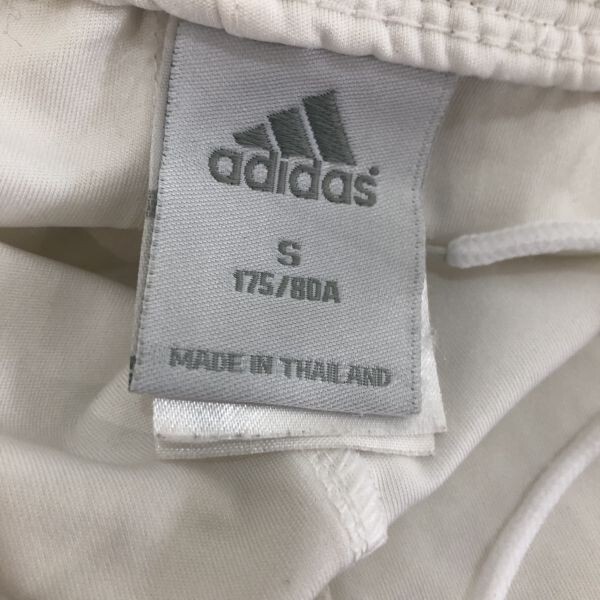 adidas
S
175/80A
MADE IN THAILAND